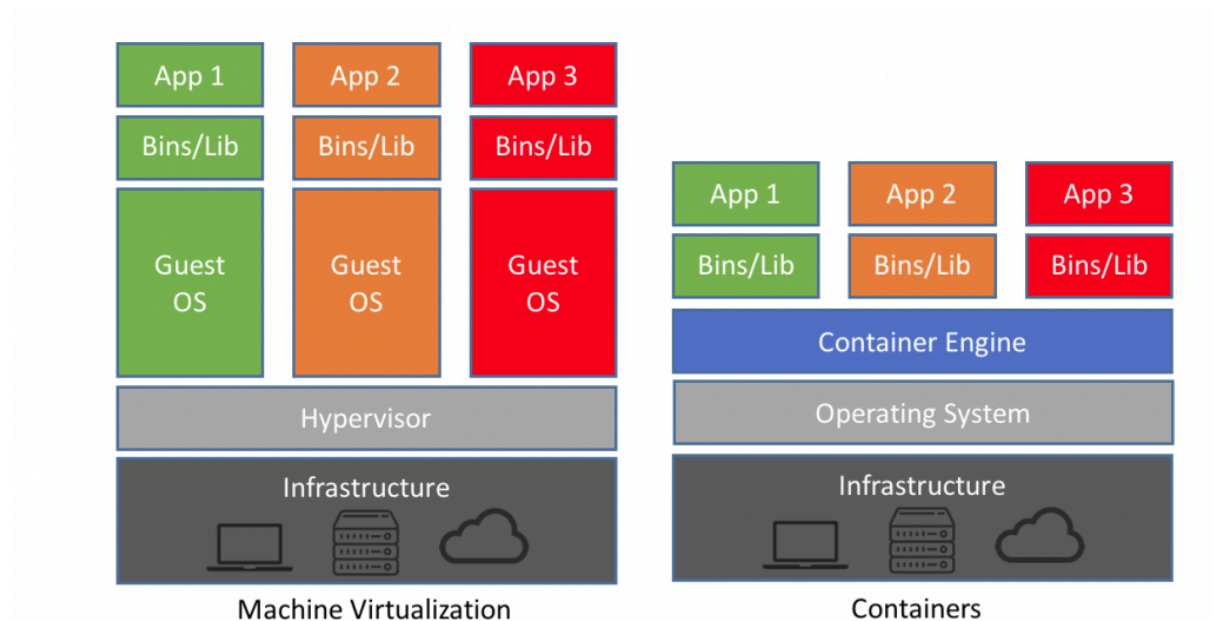 App 1
App 2
App 3
Bins/Lib
Bins/Lib
Bins/Lib
Guest
OS
Guest
OS
Guest
OS
Hypervisor
Infrastructure
Machine Virtualization
App 1
App 2
App 3
Bins/Lib
Bins/Lib
Bins/Lib
Container Engine
Operating System
Infrastructure
Containers